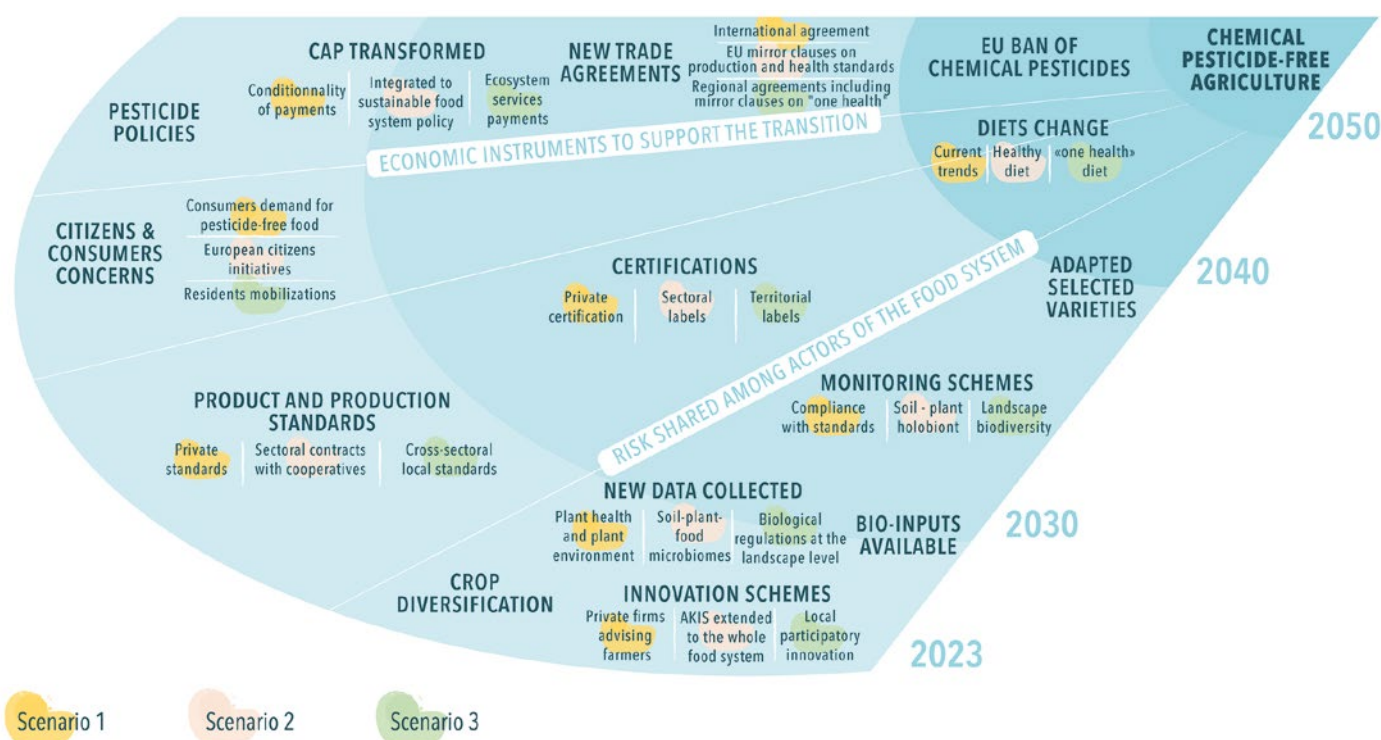 PESTICIDE
POLICIES
CAP TRANSFORMED
Conditionnality
of payments
Integrated to
sustainable food
system policy
Ecosystem
services
payments
NEW TRADE
AGREEMENTS
International agreement
EU mirror clauses on
production and health standards
Regional agreements including
mirror clauses on "one health"
EU BAN OF
CHEMICAL PESTICIDES
CHEMICAL
PESTICIDE-FREE
AGRICULTURE
2050
ECONOMIC INSTRUMENTS TO SUPPORT THE TRANSITION
DIETS CHANGE
Current
trends
Healthy
diet
«one health»
diet
CITIZENS &
CONSUMERS
CONCERNS
Consumers demand for
pesticide-free food
European citizens
initiatives
Residents mobilizations
CERTIFICATIONS
Private
certification
Sectoral
labels
Territorial
labels
ADAPTED
SELECTED
VARIETIES
2040
RISK SHARED AMONG ACTORS OF THE FOOD SYSTEM
PRODUCT AND PRODUCTION
STANDARDS
Private
standards
Sectoral contracts
with cooperatives
Cross-sectoral
local standards
MONITORING SCHEMES
Compliance
with standards
Soil - plant
holobiont
Landscape
biodiversity
NEW DATA COLLECTED
Plant health
and plant
environment
Soil-plant-
food
microbiomes
Biological
regulations at the
landscape level
BIO-INPUTS
AVAILABLE
2030
CROP
DIVERSIFICATION
INNOVATION SCHEMES
Private firms
advising
farmers
AKIS extended
to the whole
food system
Local
participatory
innovation
2023
Scenario 1
Scenario 2
Scenario 3